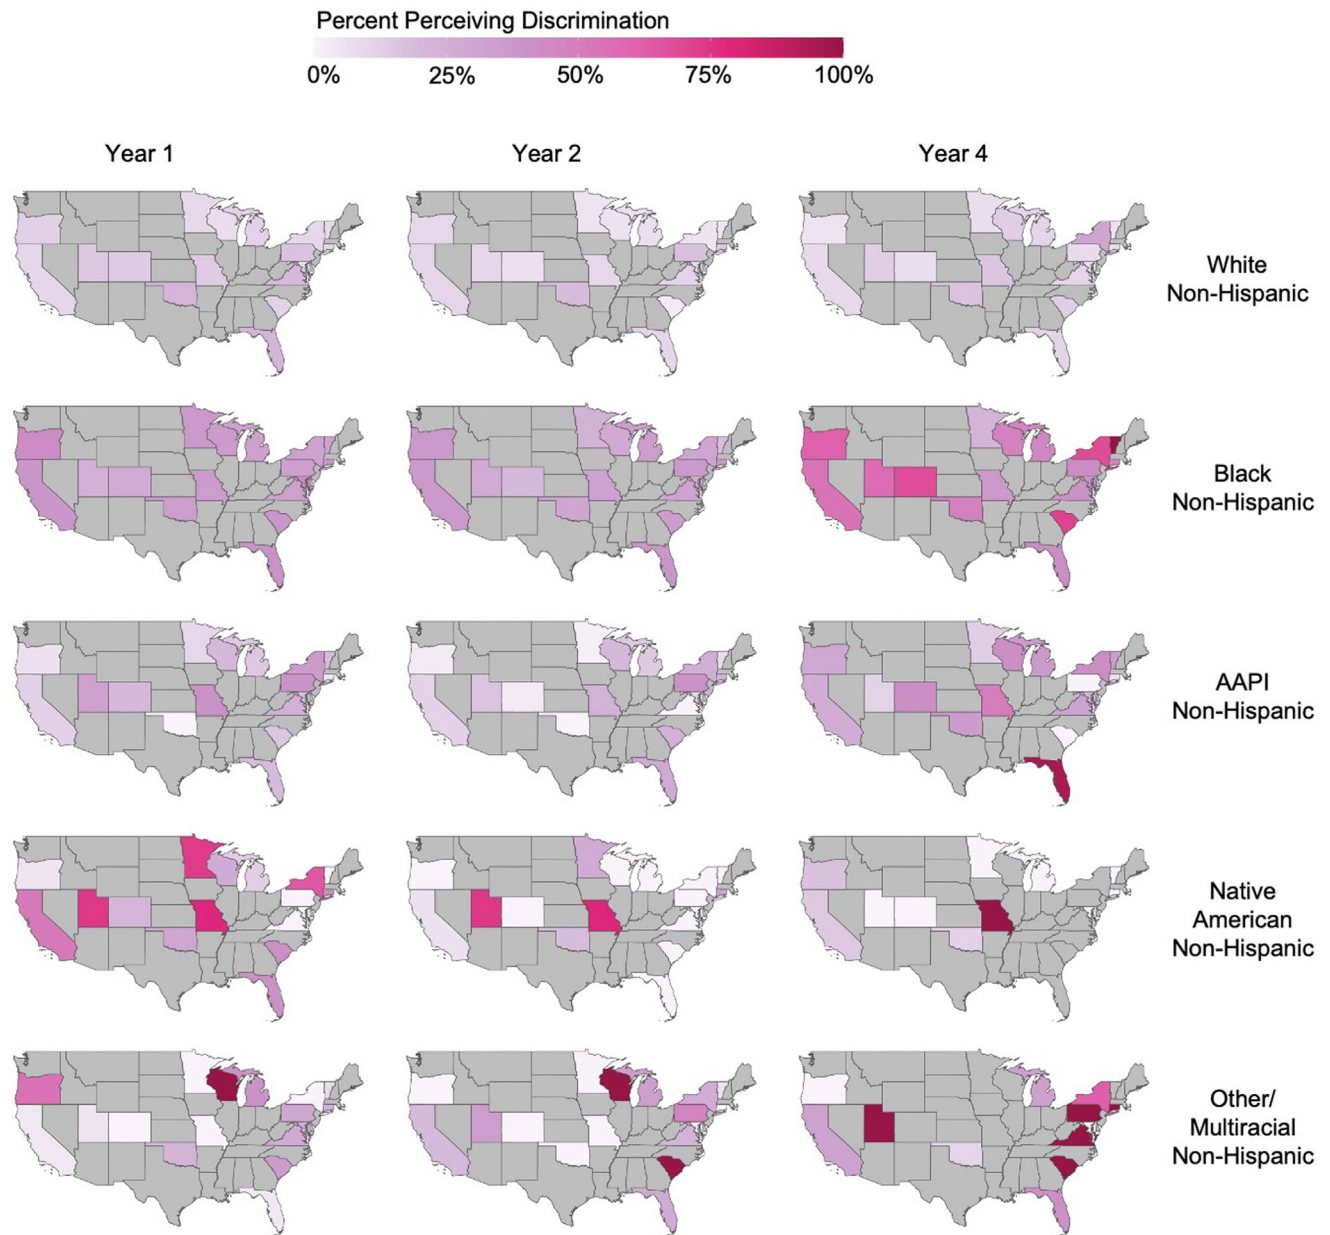 Percent Perceiving Discrimination
0% 25% 50% 75% 100%
Year 1 Year 2 Year 4
White
Non-Hispanic
Black
Non-Hispanic
AAPI
Non-Hispanic
Native
American
Non-Hispanic
Other/
Multiracial
Non-Hispanic